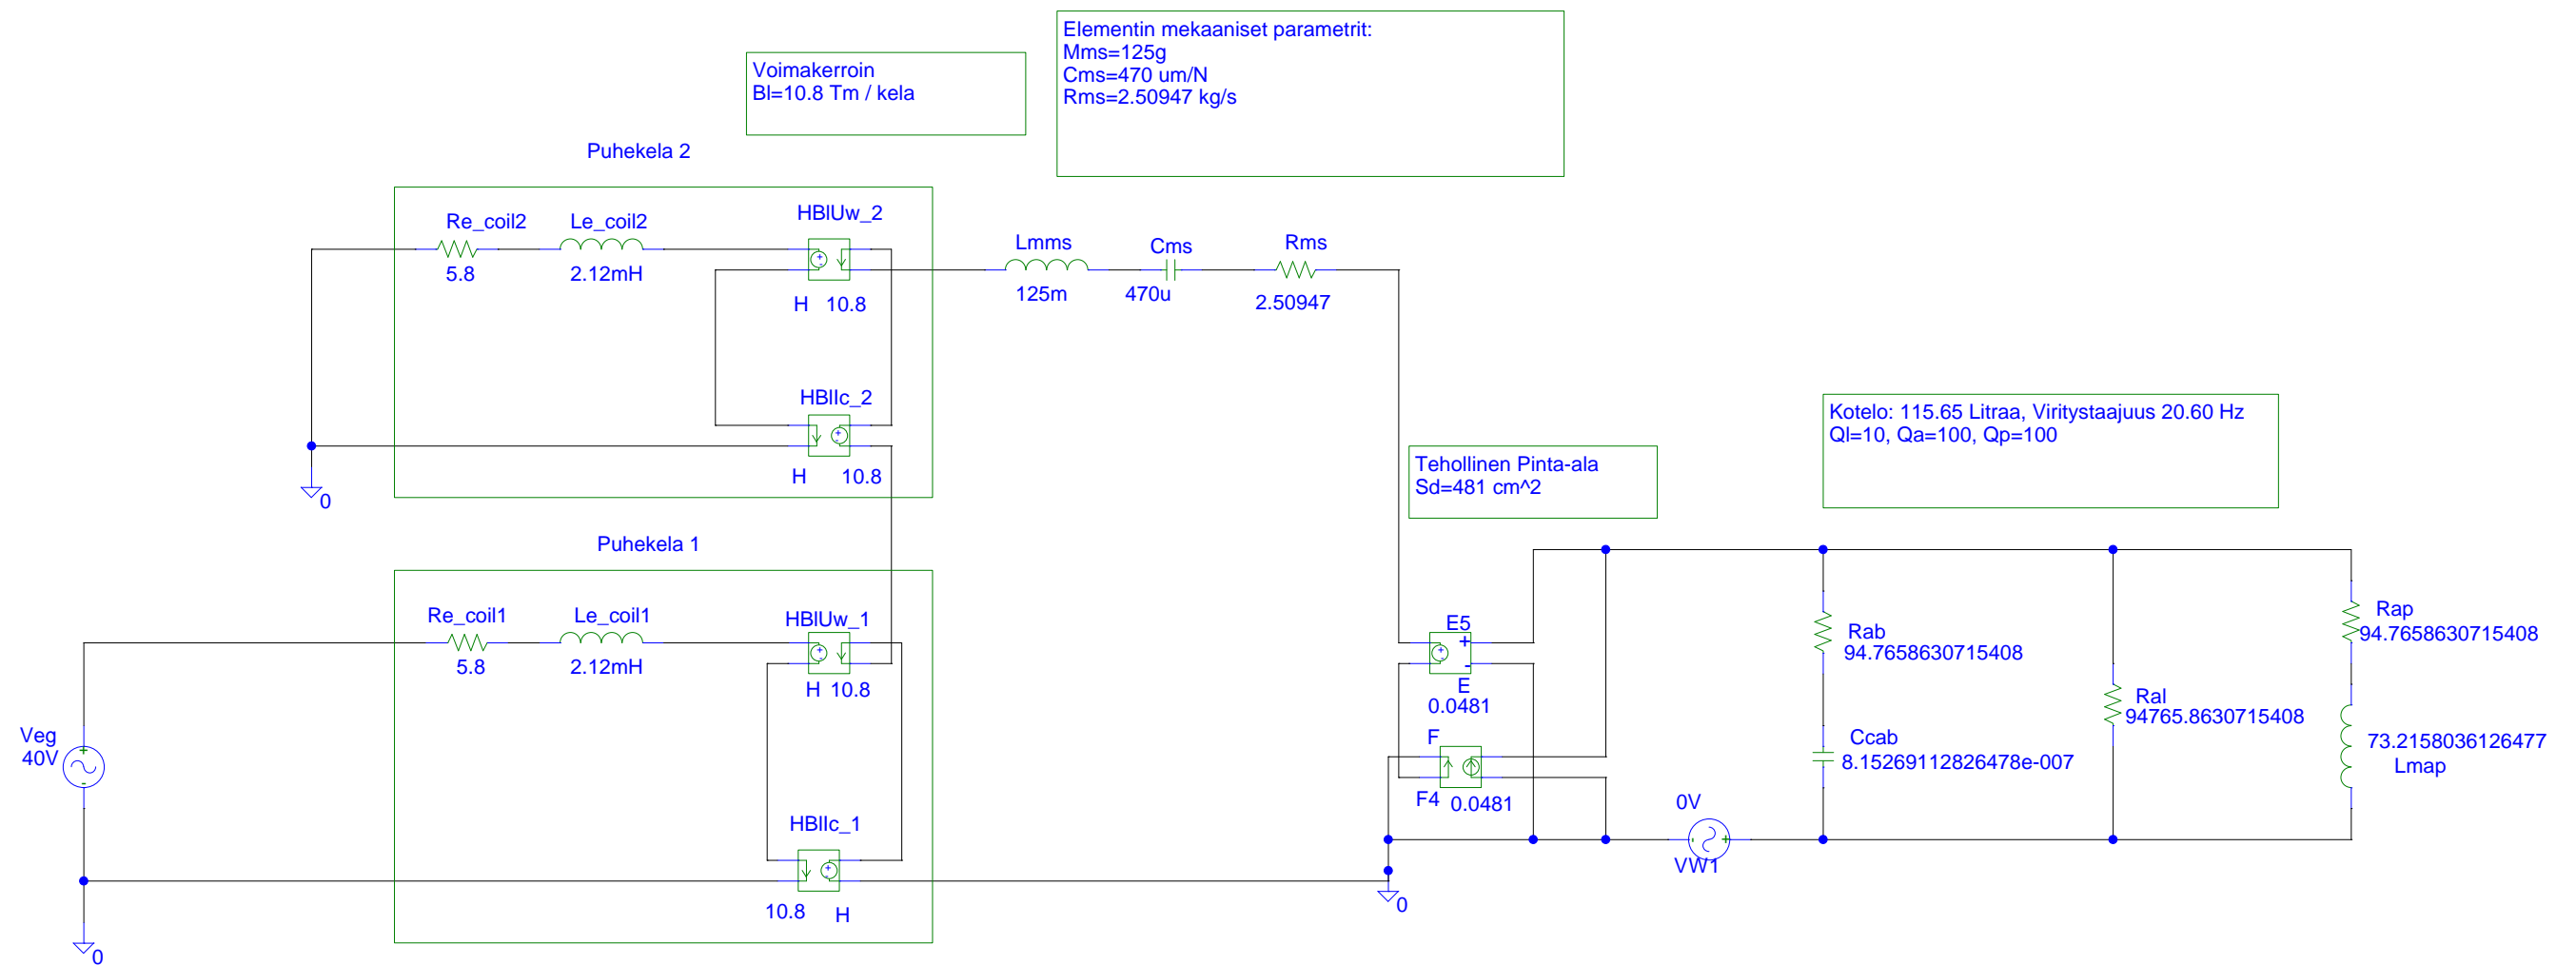 Elementin mekaaniset parametrit:
Mms=125g
Cms=470 um/N
Rms=2.50947 kg/s
Voimakerroin
Bl=10.8 Tm / kela
Puhekela 2
Re_coil2
5.8
Le_coil2
2.12mH
HBlUw_2
H 10.8
HBlIc_2
H 10.8
0
Lmms
125m
Cms
470u
Rms
2.50947
Puhekela 1
Re_coil1
5.8
Le_coil1
2.12mH
HBlUw_1
H 10.8
HBlIc_1
10.8 H
Veg
40V
+
-
0
Tehollinen Pinta-ala
Sd=481 cm^2
E5
+
-
E
0.0481
F
F4 0.0481
0
0V
VW1
Kotelo: 115.65 Litraa, Viritystaajuus 20.60 Hz
Ql=10, Qa=100, Qp=100
Rab
94.7658630715408
Ccab
8.15269112826478e-007
Ral
94765.8630715408
Rap
94.7658630715408
73.2158036126477
Lmap